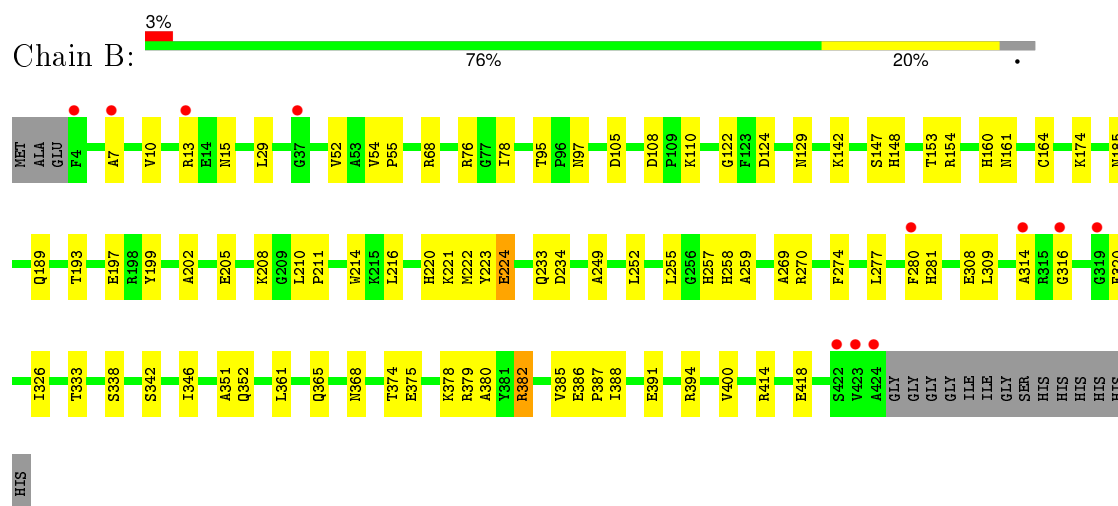 3%
Chain B:
76% 20% •
MET ALA GLU F4 A7 V10 R13 E14 N15 L29 G37 V52 A53 V54 P55 R68 R76 G77 I78 T95 P96 N97 D105 D108 P109 K110 G122 F123 D124 N129 K142 S147 H148 T153 R154 H160 N161 C164 K174 N185
Q189 T193 E197 R198 Y199 A202 E205 K208 G209 L210 P211 W214 K215 L216 H220 K221 M222 Y223 E224 Q233 D234 A249 L252 L255 G256 H257 H258 A259 A269 R270 F274 L277 F280 H281 E308 L309 A314 R315 G316 G319 E320
I326 T333 S338 S342 I346 A351 Q352 L361 Q365 N368 T374 E375 K378 R379 A380 Y381 R382 V385 E386 P387 I388 E391 R394 V400 R414 E418 S422 V423 A424 GLY GLY GLY GLY ILE ILE GLY SER HIS HIS HIS HIS HIS
HIS